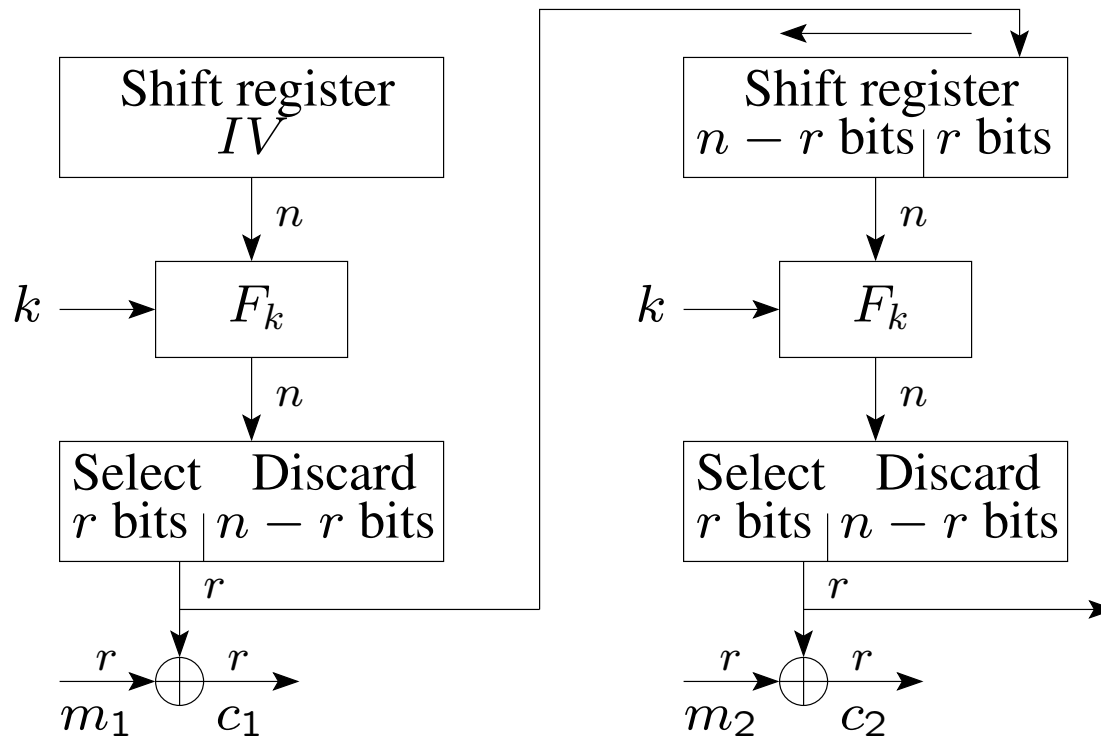 Shift register
IV
n
k
F_k
n
Select Discard
r bits n − r bits
r
r
r
m_1
c_1
Shift register
n − r bits r bits
n
k
F_k
n
Select Discard
r bits n − r bits
r
r
r
m_2
c_2